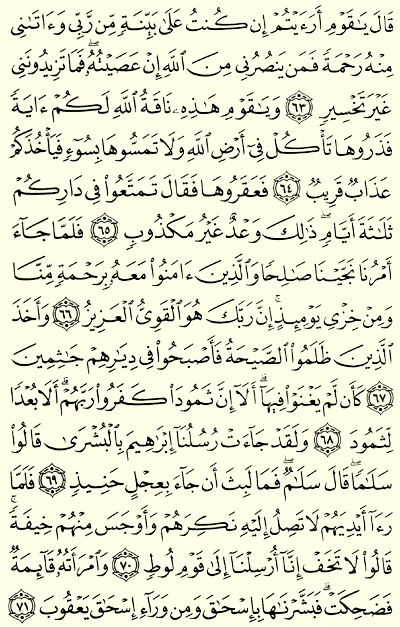 قَالَ يَٰقَوْمِ أَرَءَيْتُمْ إِن كُنتُ عَلَىٰ بَيِّنَةٍ مِّن رَّبِّى وَءَاتَىٰنِى
مِنْهُ رَحْمَةً فَمَن يَنصُرُنِى مِنَ ٱللَّهِ إِنْ عَصَيْتُهُۥ ۖ فَمَا تَزِيدُونَنِى
غَيْرَ تَخْسِيرٍ ٦٣ وَيَٰقَوْمِ هَٰذِهِۦ نَاقَةُ ٱللَّهِ لَكُمْ ءَايَةً
فَذَرُوهَا تَأْكُلْ فِىٓ أَرْضِ ٱللَّهِ وَلَا تَمَسُّوهَا بِسُوٓءٍ فَيَأْخُذَكُمْ
عَذَابٌ قَرِيبٌ ٦٤ فَعَقَرُوهَا فَقَالَ تَمَتَّعُوا۟ فِى دَارِكُمْ
ثَلَٰثَةَ أَيَّامٍ ۖ ذَٰلِكَ وَعْدٌ غَيْرُ مَكْذُوبٍ ٦٥ فَلَمَّا جَآءَ
أَمْرُنَا نَجَّيْنَا صَٰلِحًا وَٱلَّذِينَ ءَامَنُوا۟ مَعَهُۥ بِرَحْمَةٍ مِّنَّا
وَمِنْ خِزْىِ يَوْمِئِذٍ ۗ إِنَّ رَبَّكَ هُوَ ٱلْقَوِىُّ ٱلْعَزِيزُ ٦٦ وَأَخَذَ
ٱلَّذِينَ ظَلَمُوا۟ ٱلصَّيْحَةُ فَأَصْبَحُوا۟ فِى دِيَٰرِهِمْ جَٰثِمِينَ
٦٧ كَأَن لَّمْ يَغْنَوْا۟ فِيهَآ ۗ أَلَآ إِنَّ ثَمُودَا۟ كَفَرُوا۟ رَبَّهُمْ ۗ أَلَا بُعْدًا
لِّثَمُودَ ٦٨ وَلَقَدْ جَآءَتْ رُسُلُنَآ إِبْرَٰهِيمَ بِٱلْبُشْرَىٰ قَالُوا۟
سَلَٰمًا ۖ قَالَ سَلَٰمٌ ۖ فَمَا لَبِثَ أَن جَآءَ بِعِجْلٍ حَنِيذٍ ٦٩ فَلَمَّا
رَءَآ أَيْدِيَهُمْ لَا تَصِلُ إِلَيْهِ نَكِرَهُمْ وَأَوْجَسَ مِنْهُمْ خِيفَةً ۚ
قَالُوا۟ لَا تَخَفْ إِنَّآ أُرْسِلْنَآ إِلَىٰ قَوْمِ لُوطٍ ٧٠ وَٱمْرَأَتُهُۥ قَآئِمَةٌ
فَضَحِكَتْ فَبَشَّرْنَٰهَا بِإِسْحَٰقَ وَمِن وَرَآءِ إِسْحَٰقَ يَعْقُوبَ ٧١